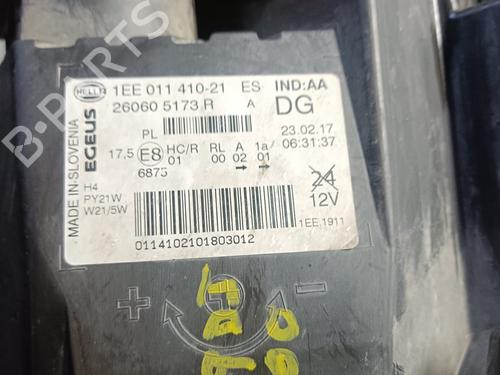 HELLA
1EE 011 410-21 ES IND:AA
26060 5173 R A DG
PL 23.02.17
17,5 E8 HC/R RL A 1a/ 06:31:37
01 00 02 01
6875 → →
H4
PY21W
W21/5W
24
12V
MADE IN SLOVENIA
EGEUS
1EE.1911
0114102101803012
+ −
B-PARTS